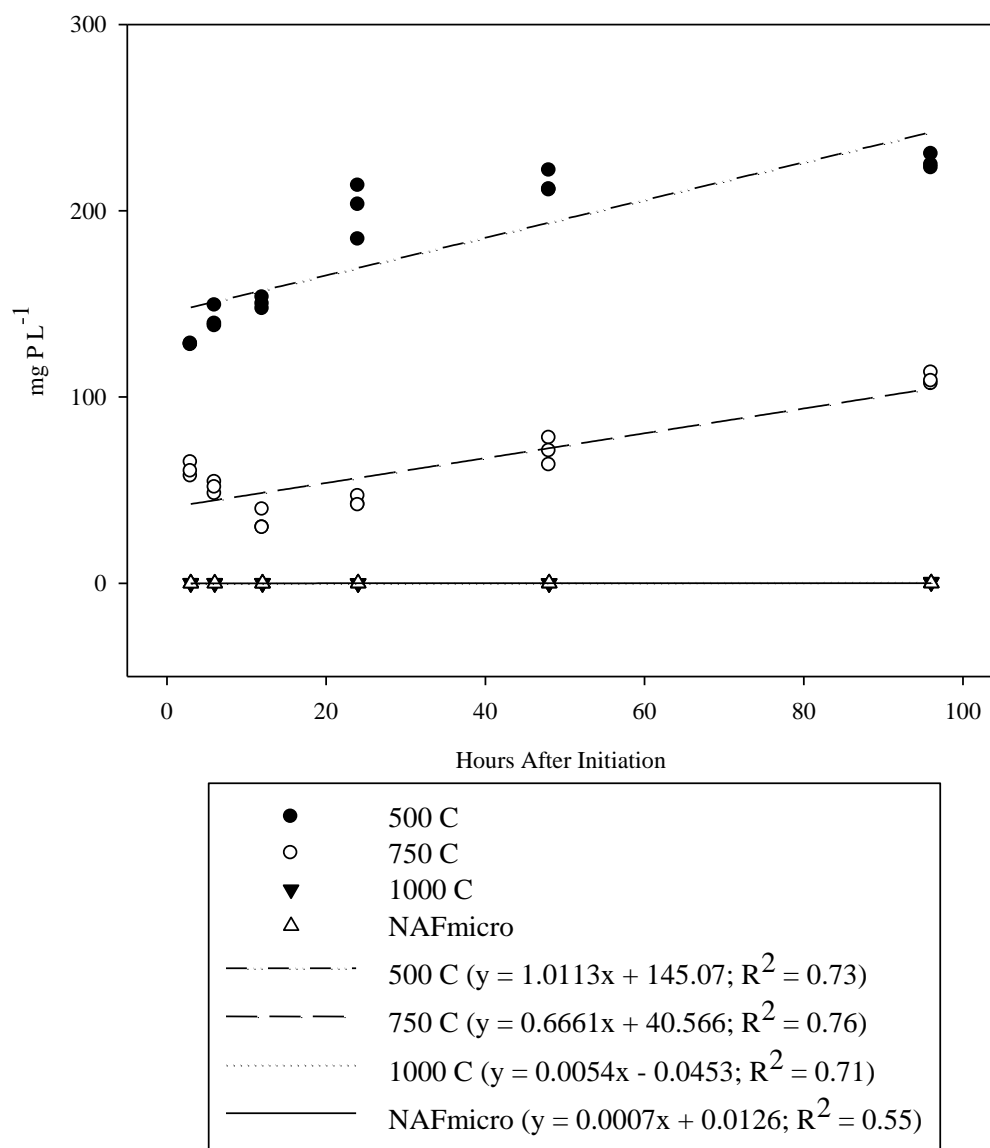 300
200
100
0
mg P L-1
0 20 40 60 80 100
Hours After Initiation
500 C
750 C
1000 C
NAFmicro
500 C (y = 1.0113x + 145.07; R2 = 0.73)
750 C (y = 0.6661x + 40.566; R2 = 0.76)
1000 C (y = 0.0054x - 0.0453; R2 = 0.71)
NAFmicro (y = 0.0007x + 0.0126; R2 = 0.55)